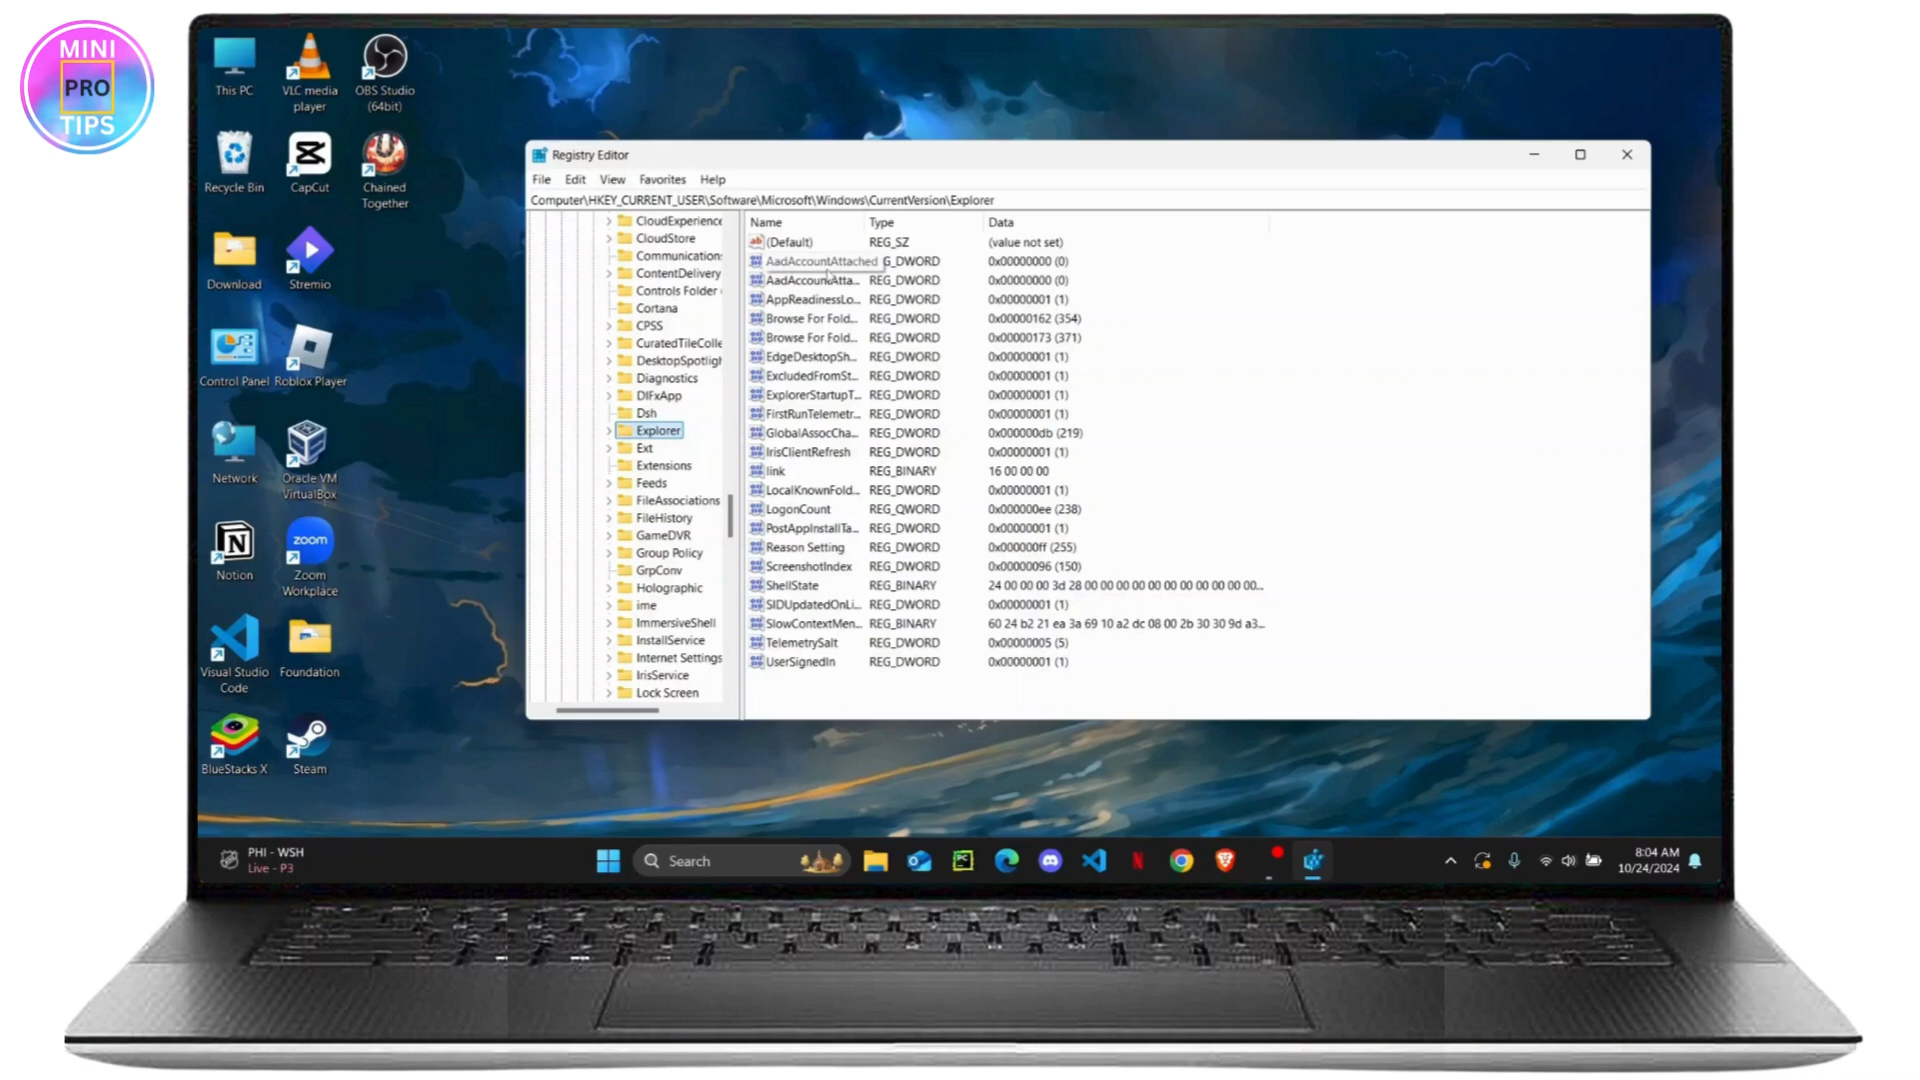 MINI
PRO
TIPS
This PC
VLC media
player
OBS Studio
(64bit)
Recycle Bin
CapCut
Chained
Together
Download
Stremio
Control Panel
Roblox Player
Network
Oracle VM
VirtualBox
Notion
zoom
Zoom
Workplace
Visual Studio
Code
Foundation
BlueStacks X
Steam
Registry Editor
File Edit View Favorites Help
Computer\HKEY_CURRENT_USER\Software\Microsoft\Windows\CurrentVersion\Explorer
CloudExperience
CloudStore
Communication
ContentDelivery
Controls Folder
Cortana
CPSS
CuratedTileColle
DesktopSpotligh
Diagnostics
DIFxApp
Dsh
Explorer
Ext
Extensions
Feeds
FileAssociations
FileHistory
GameDVR
Group Policy
GrpConv
Holographic
ime
ImmersiveShell
InstallService
Internet Settings
IrisService
Lock Screen
Name Type Data
(Default) REG_SZ (value not set)
AadAccountAttached G_DWORD 0x00000000 (0)
AadAccountAtta... REG_DWORD 0x00000000 (0)
AppReadinessLo... REG_DWORD 0x00000001 (1)
Browse For Fold... REG_DWORD 0x00000162 (354)
Browse For Fold... REG_DWORD 0x00000173 (371)
EdgeDesktopSh... REG_DWORD 0x00000001 (1)
ExcludedFromSt... REG_DWORD 0x00000001 (1)
ExplorerStartupT... REG_DWORD 0x00000001 (1)
FirstRunTelemetr... REG_DWORD 0x00000001 (1)
GlobalAssocCha... REG_DWORD 0x000000db (219)
IrisClientRefresh REG_DWORD 0x00000001 (1)
link REG_BINARY 16 00 00 00
LocalKnownFold... REG_DWORD 0x00000001 (1)
LogonCount REG_QWORD 0x000000ee (238)
PostAppInstallTa... REG_DWORD 0x00000001 (1)
Reason Setting REG_DWORD 0x000000ff (255)
ScreenshotIndex REG_DWORD 0x00000096 (150)
ShellState REG_BINARY 24 00 00 00 3d 28 00 00 00 00 00 00 00 00 00 00 00...
SIDUpdatedOnLi... REG_DWORD 0x00000001 (1)
SlowContextMen... REG_BINARY 60 24 b2 21 ea 3a 69 10 a2 dc 08 00 2b 30 30 9d a3...
TelemetrySalt REG_DWORD 0x00000005 (5)
UserSignedIn REG_DWORD 0x00000001 (1)
PHI - WSH
Live - P3
Search
8:04 AM
10/24/2024